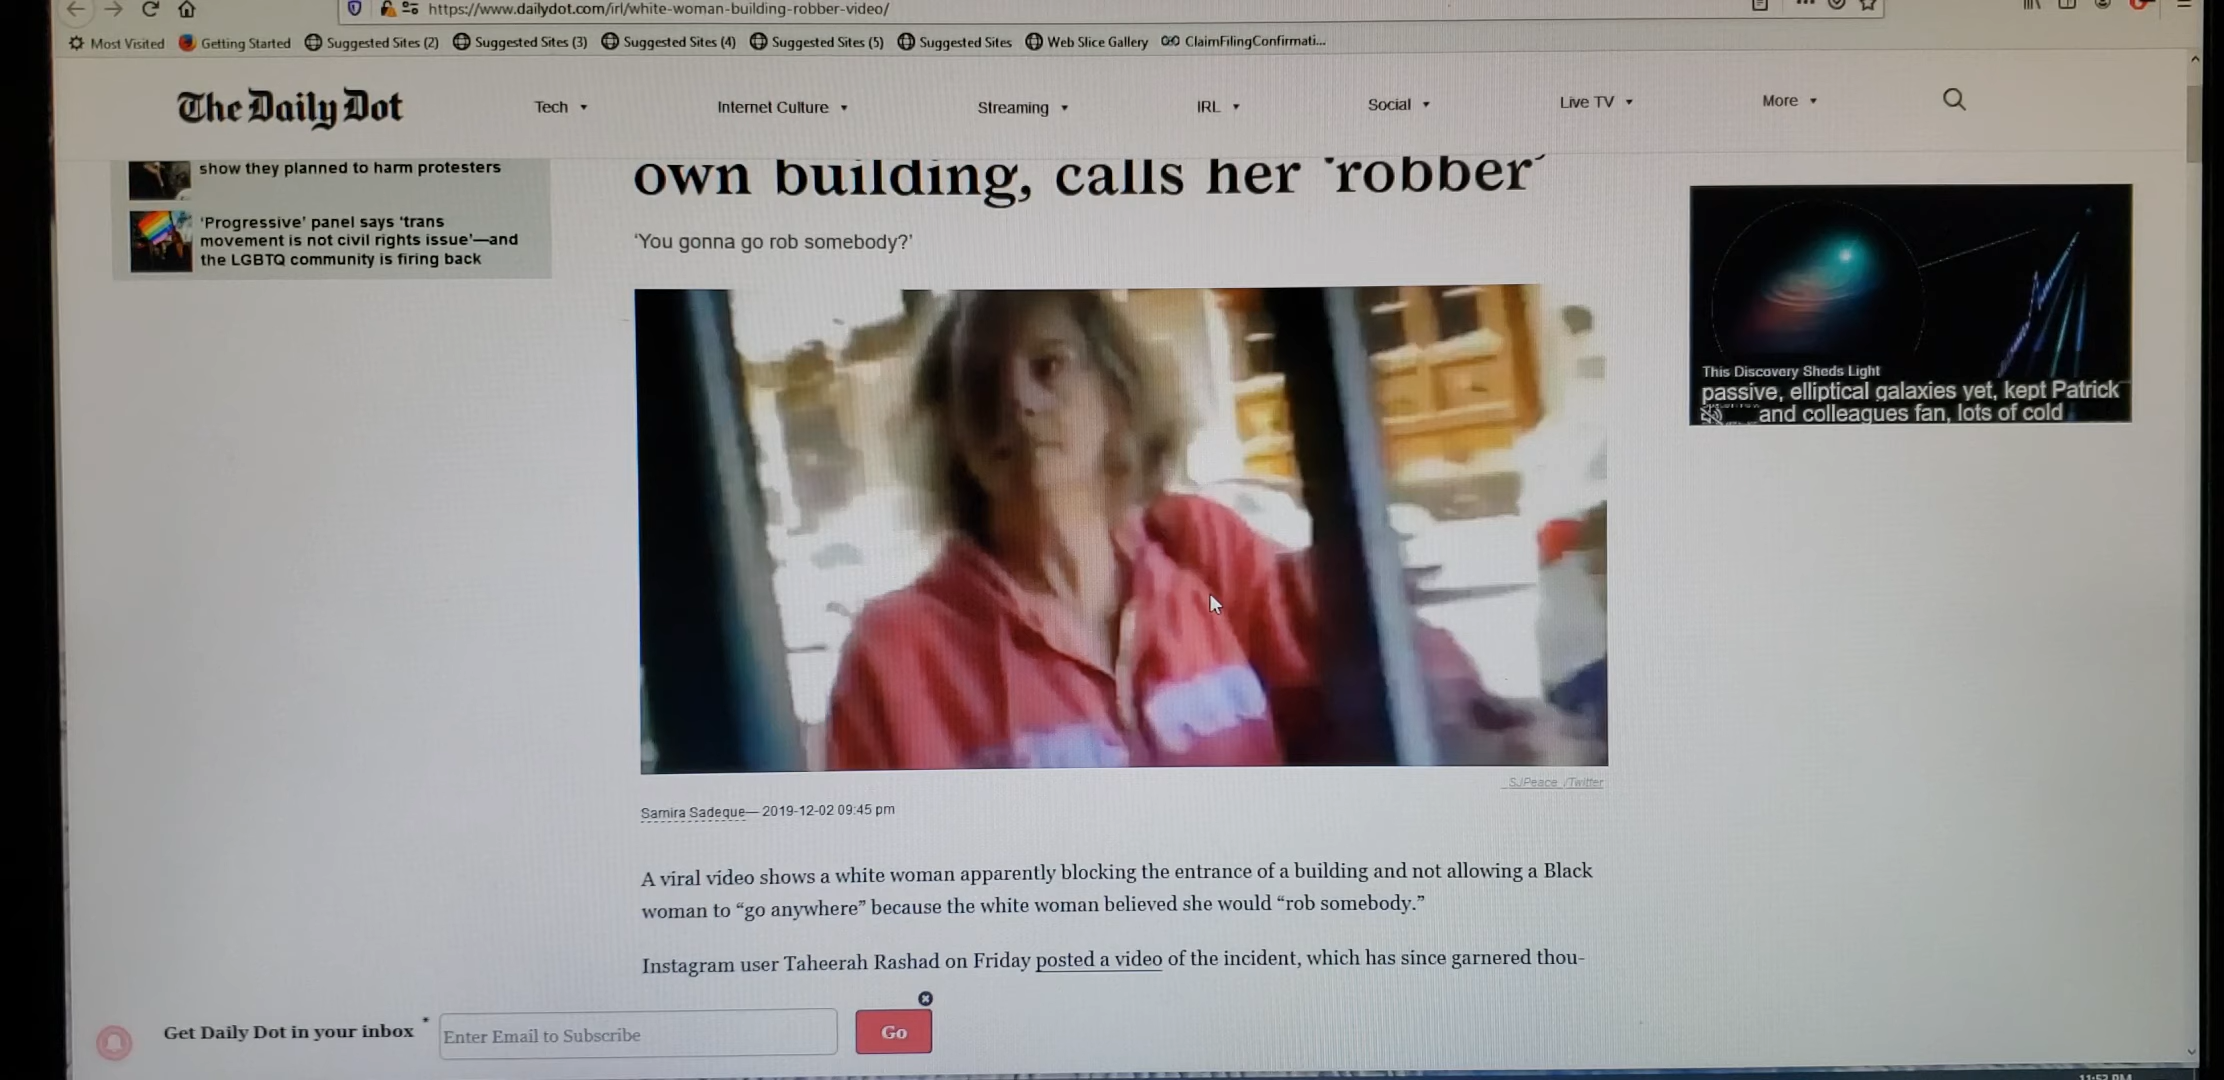 https://www.dailydot.com/irl/white-woman-building-robber-video/
Most Visited
Getting Started
Suggested Sites (2)
Suggested Sites (3)
Suggested Sites (4)
Suggested Sites (5)
Suggested Sites
Web Slice Gallery
ClaimFilingConfirmati...
The Daily Dot
Tech
Internet Culture
Streaming
IRL
Social
Live TV
More
show they planned to harm protesters
'Progressive' panel says 'trans
movement is not civil rights issue'—and
the LGBTQ community is firing back
own building, calls her 'robber'
'You gonna go rob somebody?'
This Discovery Sheds Light
passive, elliptical galaxies yet, kept Patrick
and colleagues fan, lots of cold
_SJPeace_/Twitter
Samira Sadeque— 2019-12-02 09:45 pm
A viral video shows a white woman apparently blocking the entrance of a building and not allowing a Black
woman to “go anywhere” because the white woman believed she would “rob somebody.”
Instagram user Taheerah Rashad on Friday posted a video of the incident, which has since garnered thou-
Get Daily Dot in your inbox *
Enter Email to Subscribe
Go